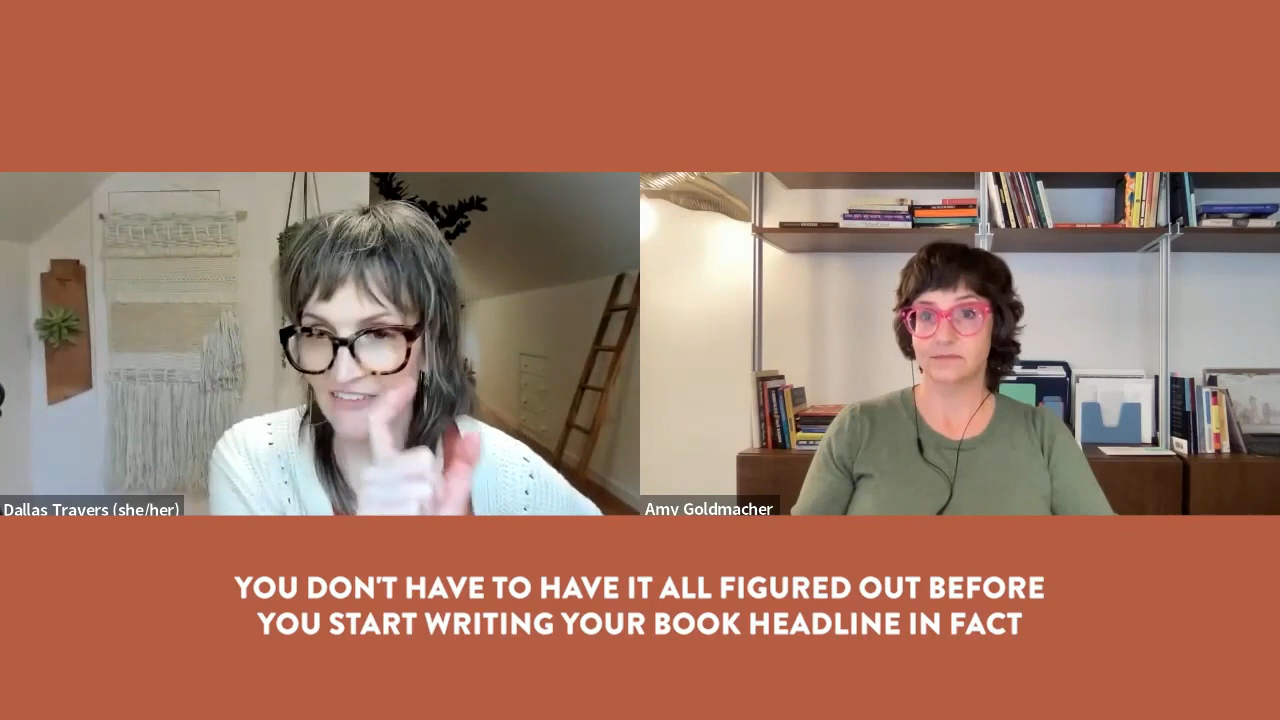 Dallas Travers (she/her)
Amy Goldmacher
YOU DON'T HAVE TO HAVE IT ALL FIGURED OUT BEFORE
YOU START WRITING YOUR BOOK HEADLINE IN FACT